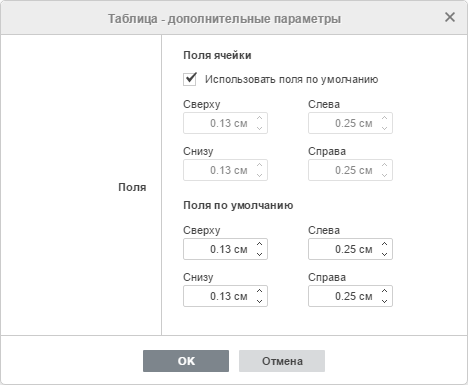 Таблица - дополнительные параметры
Поля
Поля ячейки
Использовать поля по умолчанию
Сверху Слева
0.13 см 0.25 см
Снизу Справа
0.13 см 0.25 см
Поля по умолчанию
Сверху Слева
0.13 см 0.25 см
Снизу Справа
0.13 см 0.25 см
OK Отмена